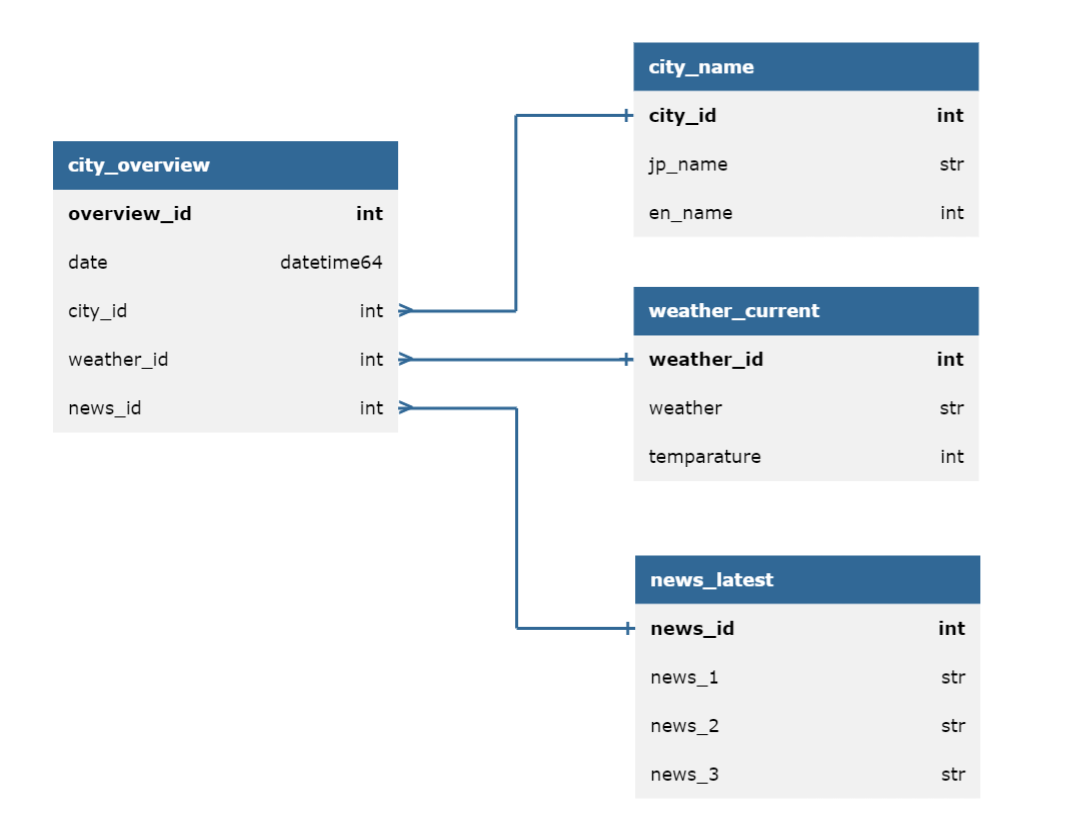 city_overview
overview_id int
date datetime64
city_id int
weather_id int
news_id int
city_name
city_id int
jp_name str
en_name int
weather_current
weather_id int
weather str
temparature int
news_latest
news_id int
news_1 str
news_2 str
news_3 str